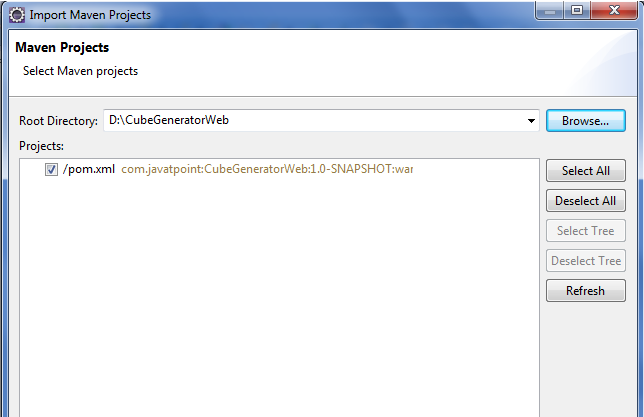 Import Maven Projects
Maven Projects
Select Maven projects
Root Directory: D:\CubeGeneratorWeb Browse...
Projects:
/pom.xml com.javatpoint:CubeGeneratorWeb:1.0-SNAPSHOT:war
Select All
Deselect All
Select Tree
Deselect Tree
Refresh